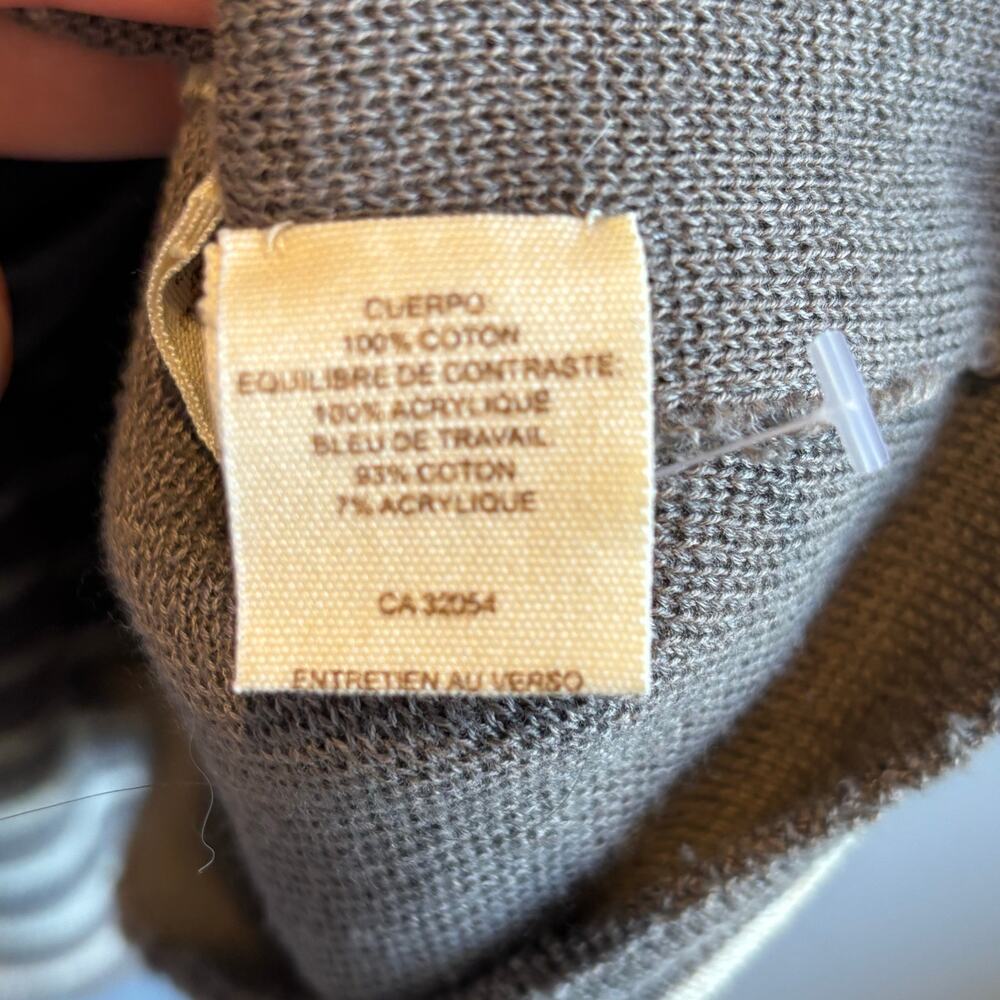 CUERPO:
100% COTON
EQUILIBRE DE CONTRASTE:
100% ACRYLIQUE
BLEU DE TRAVAIL:
93% COTON
7% ACRYLIQUE
CA 32054
ENTRETIEN AU VERSO